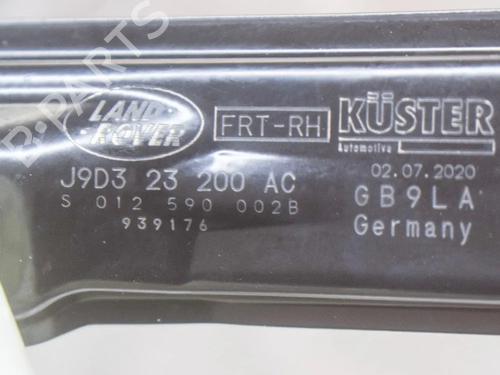 LAND
ROVER
FRT-RH
KÜSTER
Automotive
02.07.2020
J9D3 23 200 AC
GB9LA
S 012 590 002B
939176
Germany
B-PARTS